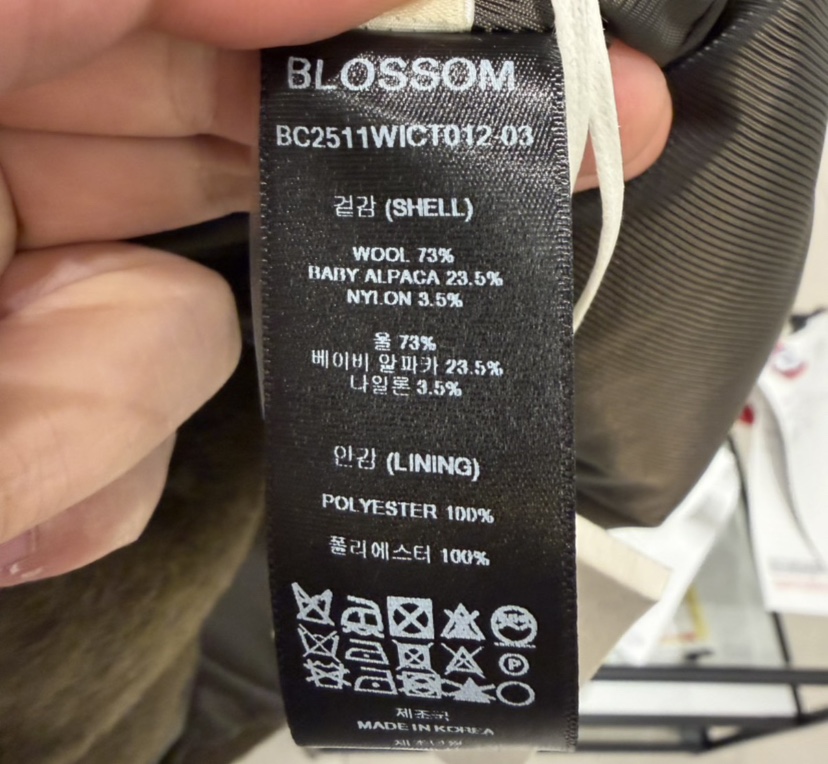 BLOSSOM
BC2511WICT012-03
겉감 (SHELL)
WOOL 73%
BABY ALPACA 23.5%
NYLON 3.5%
울 73%
베이비 알파카 23.5%
나일론 3.5%
안감 (LINING)
POLYESTER 100%
폴리에스터 100%
P
제조국
MADE IN KOREA